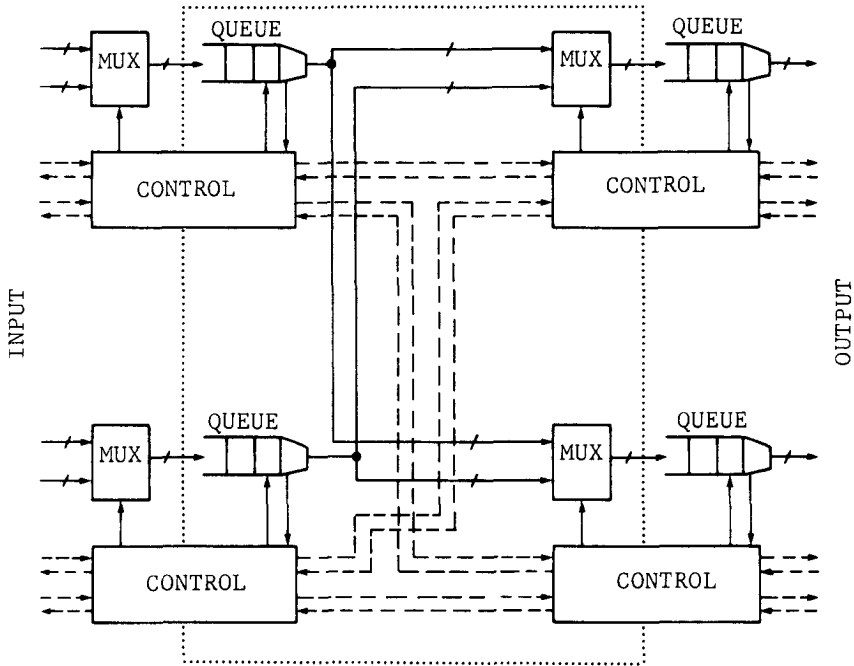 QUEUE
QUEUE
MUX
MUX
CONTROL
CONTROL
INPUT
OUTPUT
QUEUE
QUEUE
MUX
MUX
CONTROL
CONTROL